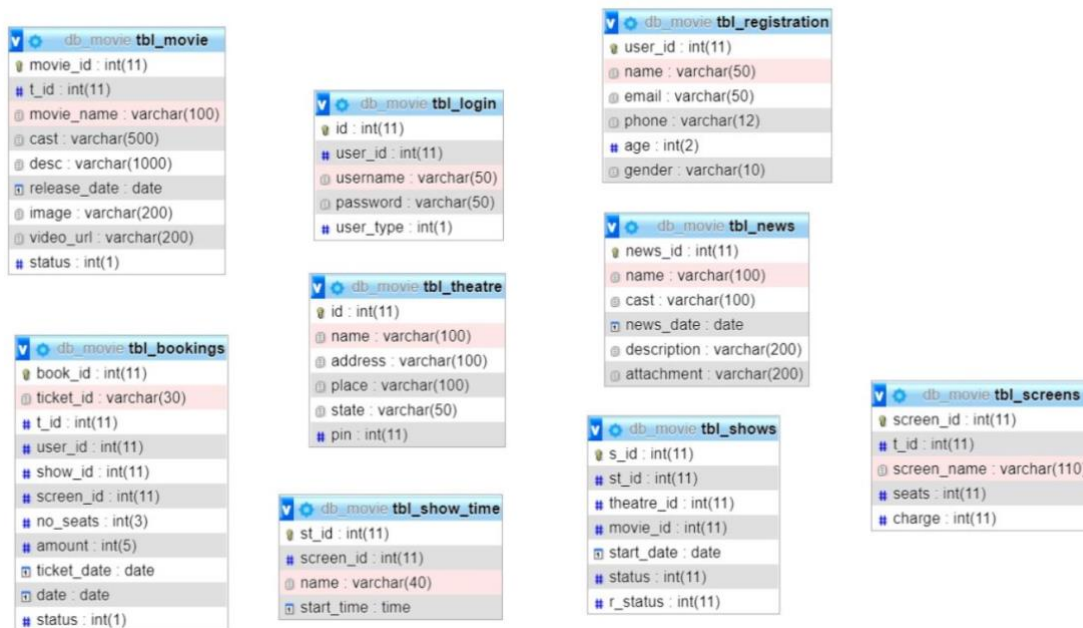 db_movie tbl_movie
movie_id : int(11)
t_id : int(11)
movie_name : varchar(100)
cast : varchar(500)
desc : varchar(1000)
release_date : date
image : varchar(200)
video_url : varchar(200)
status : int(1)
db_movie tbl_login
id : int(11)
user_id : int(11)
username : varchar(50)
password : varchar(50)
user_type : int(1)
db_movie tbl_registration
user_id : int(11)
name : varchar(50)
email : varchar(50)
phone : varchar(12)
age : int(2)
gender : varchar(10)
db_movie tbl_theatre
id : int(11)
name : varchar(100)
address : varchar(100)
place : varchar(100)
state : varchar(50)
pin : int(11)
db_movie tbl_news
news_id : int(11)
name : varchar(100)
cast : varchar(100)
news_date : date
description : varchar(200)
attachment : varchar(200)
db_movie tbl_bookings
book_id : int(11)
ticket_id : varchar(30)
t_id : int(11)
user_id : int(11)
show_id : int(11)
screen_id : int(11)
no_seats : int(3)
amount : int(5)
ticket_date : date
date : date
status : int(1)
db_movie tbl_show_time
st_id : int(11)
screen_id : int(11)
name : varchar(40)
start_time : time
db_movie tbl_shows
s_id : int(11)
st_id : int(11)
theatre_id : int(11)
movie_id : int(11)
start_date : date
status : int(11)
r_status : int(11)
db_movie tbl_screens
screen_id : int(11)
t_id : int(11)
screen_name : varchar(110)
seats : int(11)
charge : int(11)